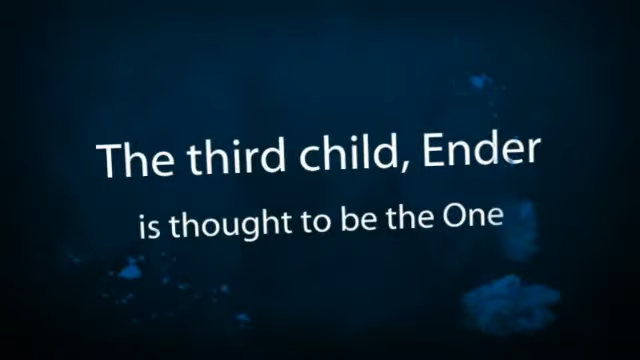 The third child, Ender
is thought to be the One